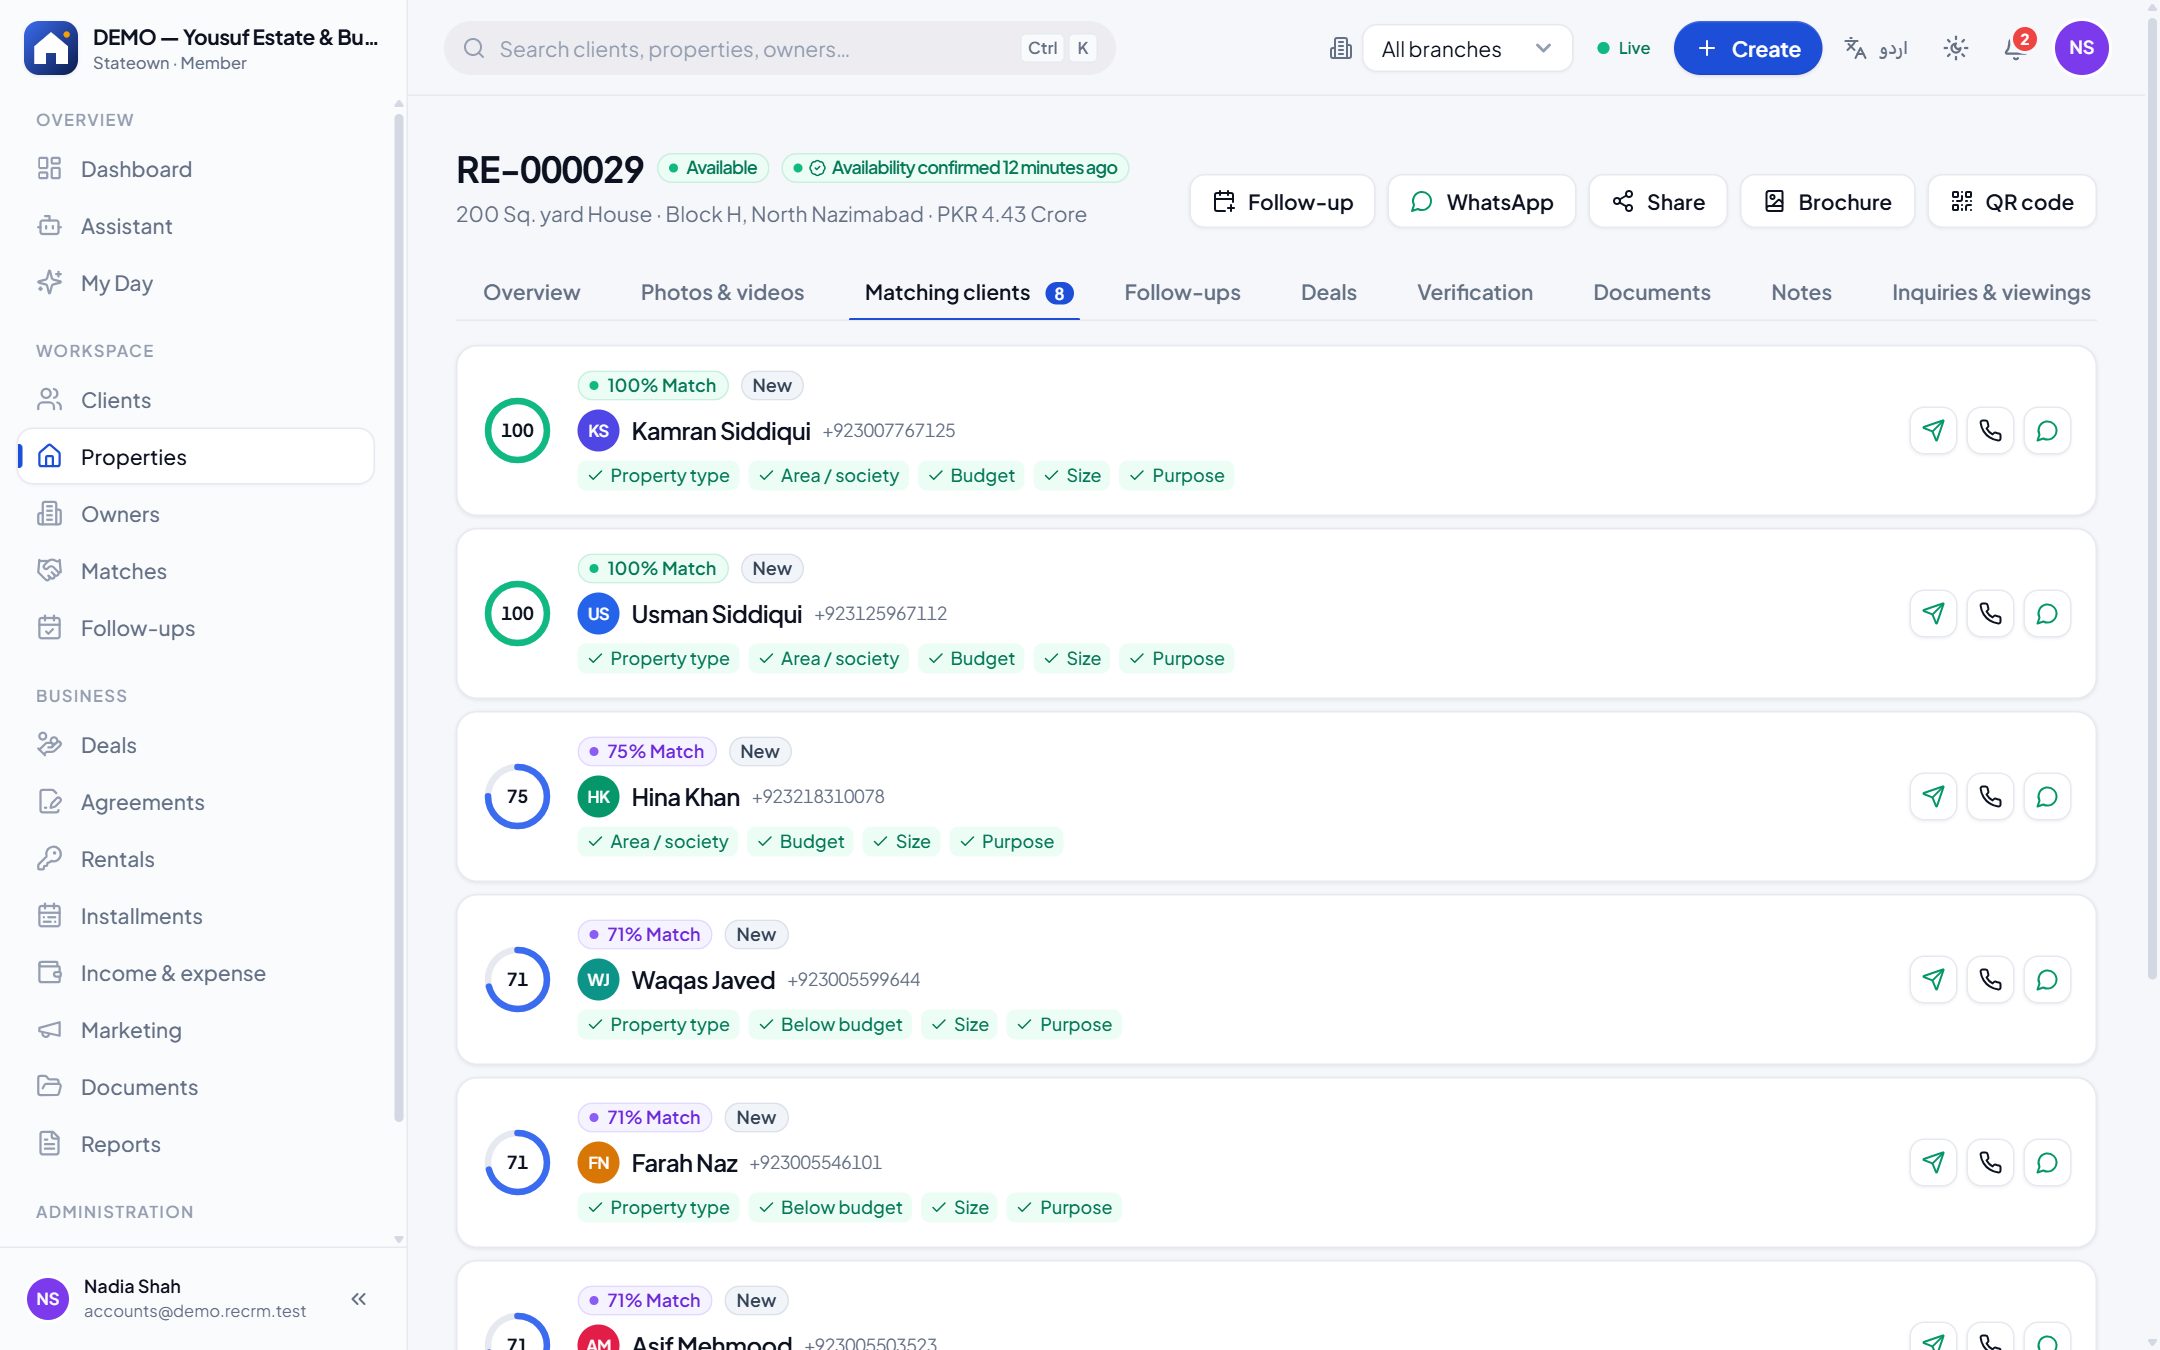 DEMO — Yousuf Estate & Bu...
Stateown · Member
Search clients, properties, owners...
Ctrl K
All branches
Live
Create
اردو
2
NS
OVERVIEW
Dashboard
Assistant
My Day
WORKSPACE
Clients
Properties
Owners
Matches
Follow-ups
BUSINESS
Deals
Agreements
Rentals
Installments
Income & expense
Marketing
Documents
Reports
ADMINISTRATION
NS
Nadia Shah
accounts@demo.recrm.test
RE-000029
Available
Availability confirmed 12 minutes ago
200 Sq. yard House · Block H, North Nazimabad · PKR 4.43 Crore
Follow-up
WhatsApp
Share
Brochure
QR code
Overview
Photos & videos
Matching clients 8
Follow-ups
Deals
Verification
Documents
Notes
Inquiries & viewings
100
100% Match New
KS Kamran Siddiqui +923007767125
Property type Area / society Budget Size Purpose
100
100% Match New
US Usman Siddiqui +923125967112
Property type Area / society Budget Size Purpose
75
75% Match New
HK Hina Khan +923218310078
Area / society Budget Size Purpose
71
71% Match New
WJ Waqas Javed +923005599644
Property type Below budget Size Purpose
71
71% Match New
FN Farah Naz +923005546101
Property type Below budget Size Purpose
71
71% Match New
AM Asif Mehmood +923005503523